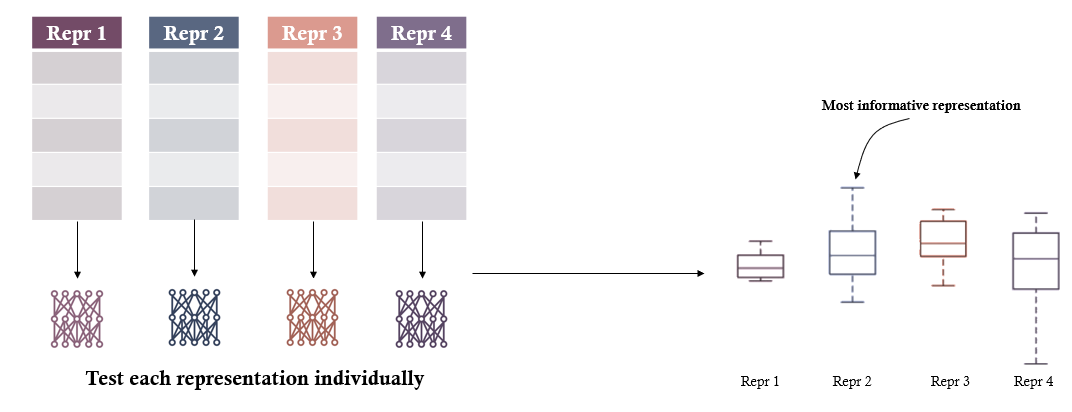 Repr 1
Repr 2
Repr 3
Repr 4
Most informative representation
Test each representation individually
Repr 1
Repr 2
Repr 3
Repr 4